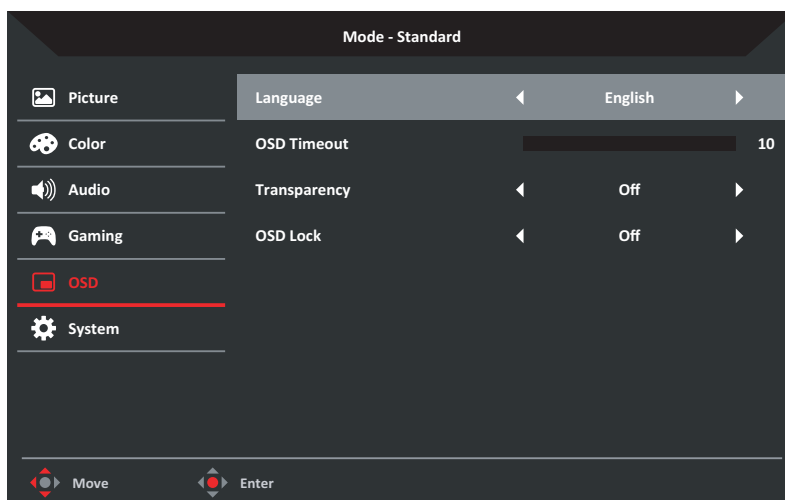 Mode - Standard
Picture
Color
Audio
Gaming
OSD
System
Language English
OSD Timeout 10
Transparency Off
OSD Lock Off
Move Enter